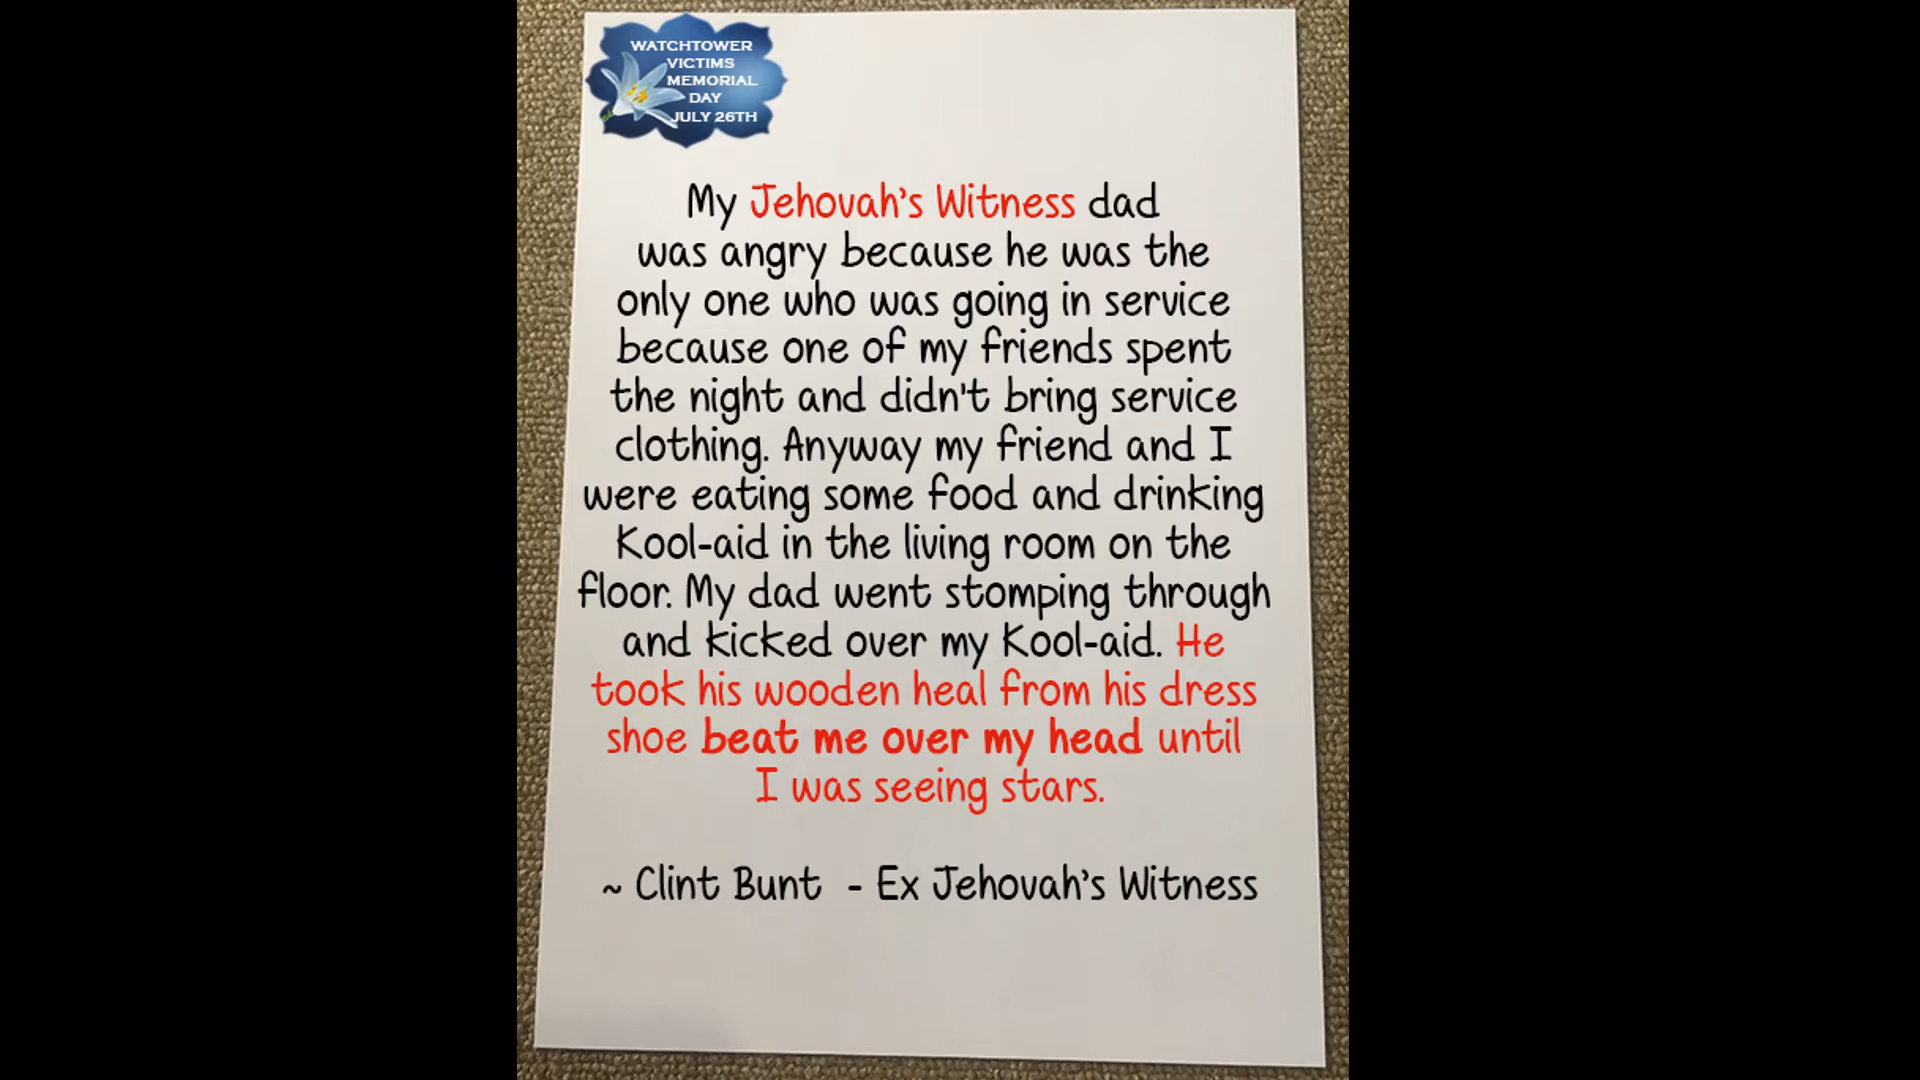 WATCHTOWER
VICTIMS
MEMORIAL
DAY
JULY 26TH
My Jehovah's Witness dad
was angry because he was the
only one who was going in service
because one of my friends spent
the night and didn't bring service
clothing. Anyway my friend and I
were eating some food and drinking
Kool-aid in the living room on the
floor. My dad went stomping through
and kicked over my Kool-aid. He
took his wooden heal from his dress
shoe beat me over my head until
I was seeing stars.
~ Clint Bunt - Ex Jehovah's Witness